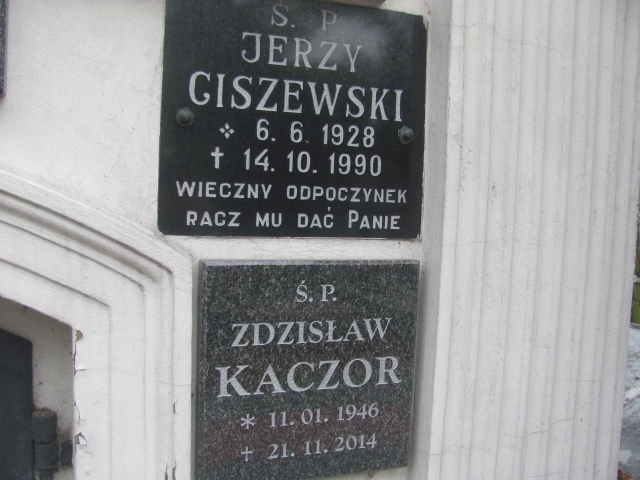 Ś. P.
JERZY
CISZEWSKI
✤ 6. 6. 1928
† 14. 10. 1990
WIECZNY ODPOCZYNEK
RACZ MU DAĆ PANIE
Ś. P.
ZDZISŁAW
KACZOR
* 11. 01. 1946
† 21. 11. 2014